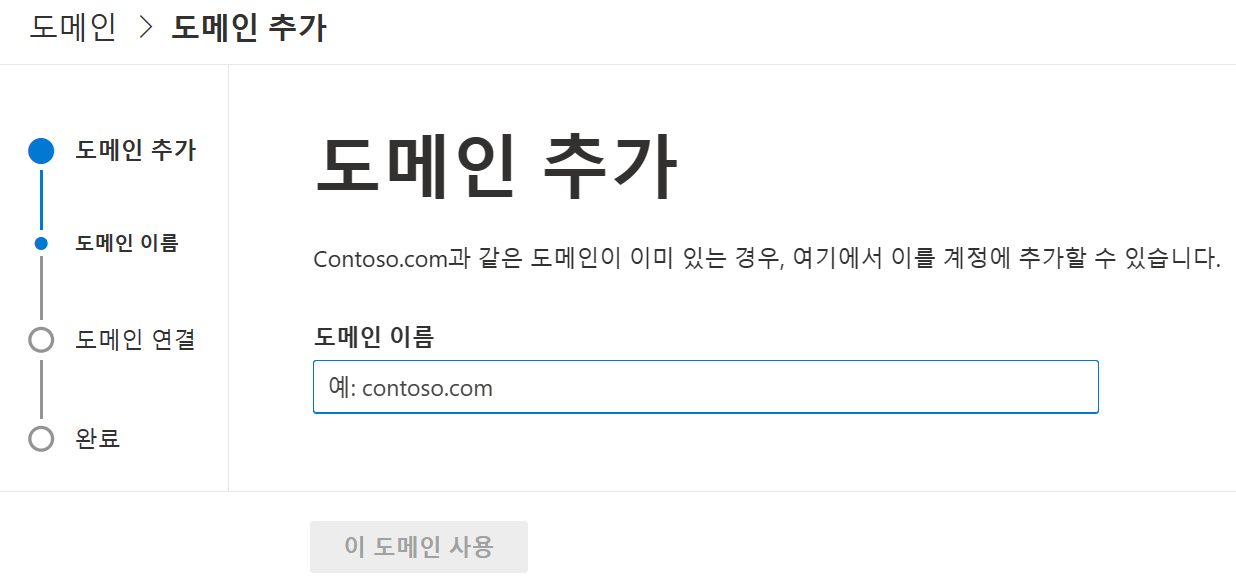 도메인 > 도메인 추가
도메인 추가
도메인 이름
도메인 연결
완료
도메인 추가
Contoso.com과 같은 도메인이 이미 있는 경우, 여기에서 이를 계정에 추가할 수 있습니다.
도메인 이름
예: contoso.com
이 도메인 사용